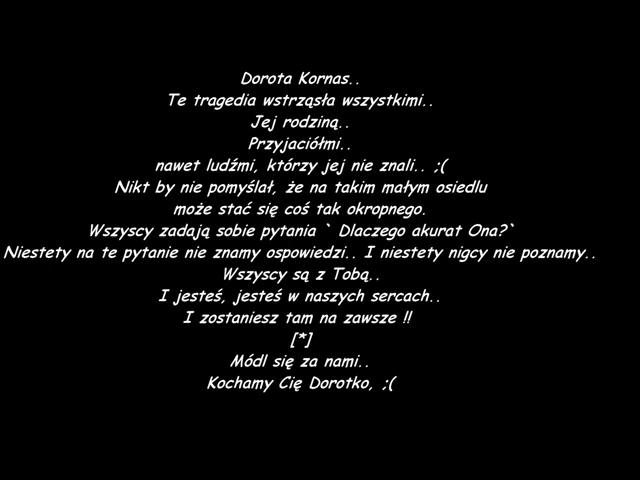 Dorota Kornas..
Te tragedia wstrząsła wszystkimi..
Jej rodziną..
Przyjaciółmi..
nawet ludźmi, którzy jej nie znali.. ;(
Nikt by nie pomyślał, że na takim małym osiedlu
może stać się coś tak okropnego.
Wszyscy zadają sobie pytania ` Dlaczego akurat Ona?`
Niestety na te pytanie nie znamy ospowiedzi.. I niestety nigcy nie poznamy..
Wszyscy są z Tobą..
I jesteś, jesteś w naszych sercach..
I zostaniesz tam na zawsze !!
[*]
Módl się za nami..
Kochamy Cię Dorotko, ;(